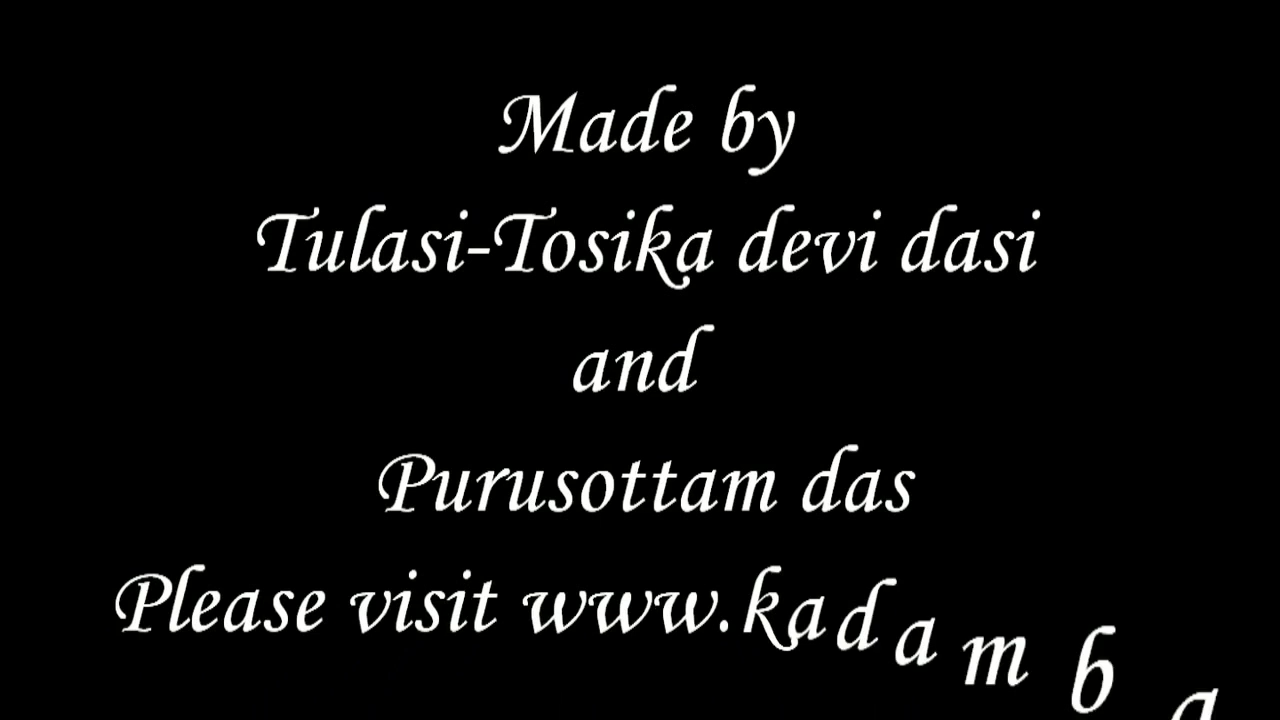 Made by
Tulasi-Tosika devi dasi
and
Purusottam das
Please visit www.kadamba